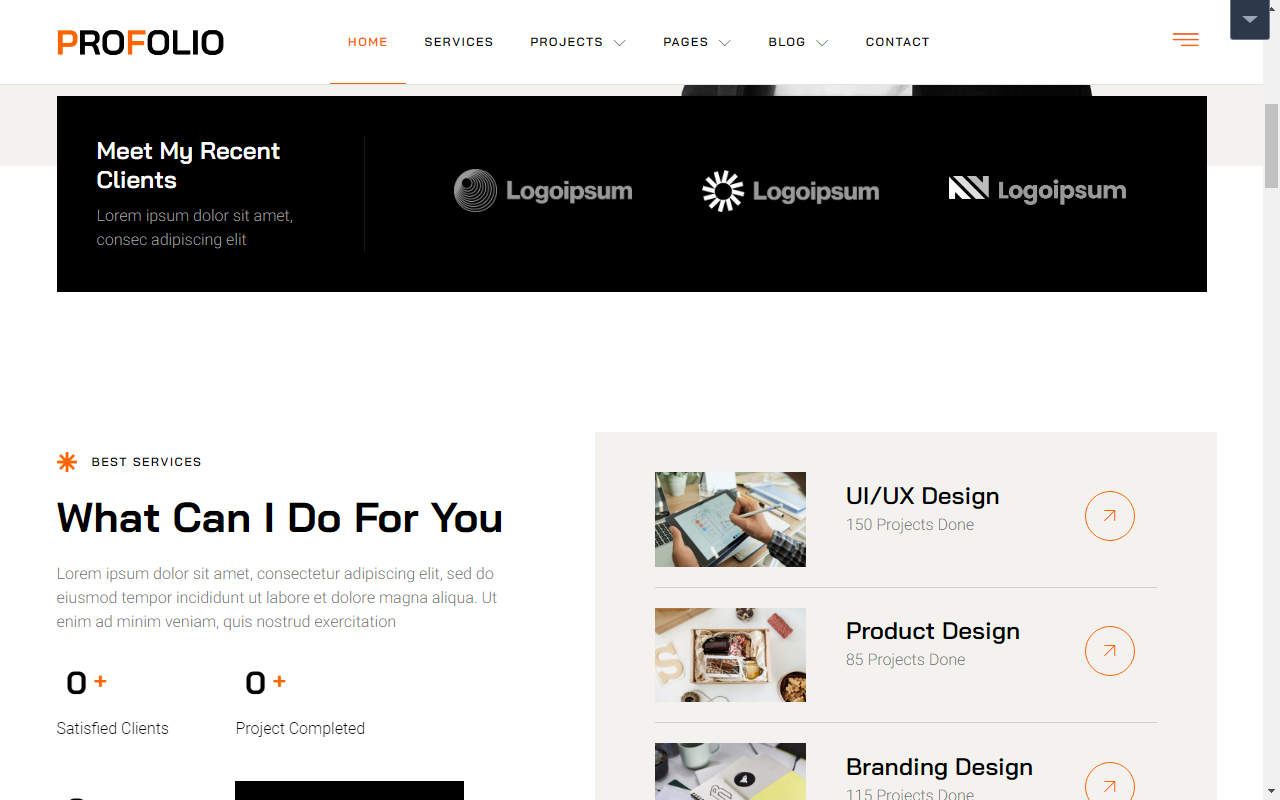 PROFOLIO
HOME
SERVICES
PROJECTS
PAGES
BLOG
CONTACT
Meet My Recent
Clients
Lorem ipsum dolor sit amet,
consec adipiscing elit
Logoipsum
Logoipsum
Logoipsum
BEST SERVICES
What Can I Do For You
Lorem ipsum dolor sit amet, consectetur adipiscing elit, sed do
eiusmod tempor incididunt ut labore et dolore magna aliqua. Ut
enim ad minim veniam, quis nostrud exercitation
0 +
Satisfied Clients
0 +
Project Completed
UI/UX Design
150 Projects Done
Product Design
85 Projects Done
Branding Design
115 Projects Done